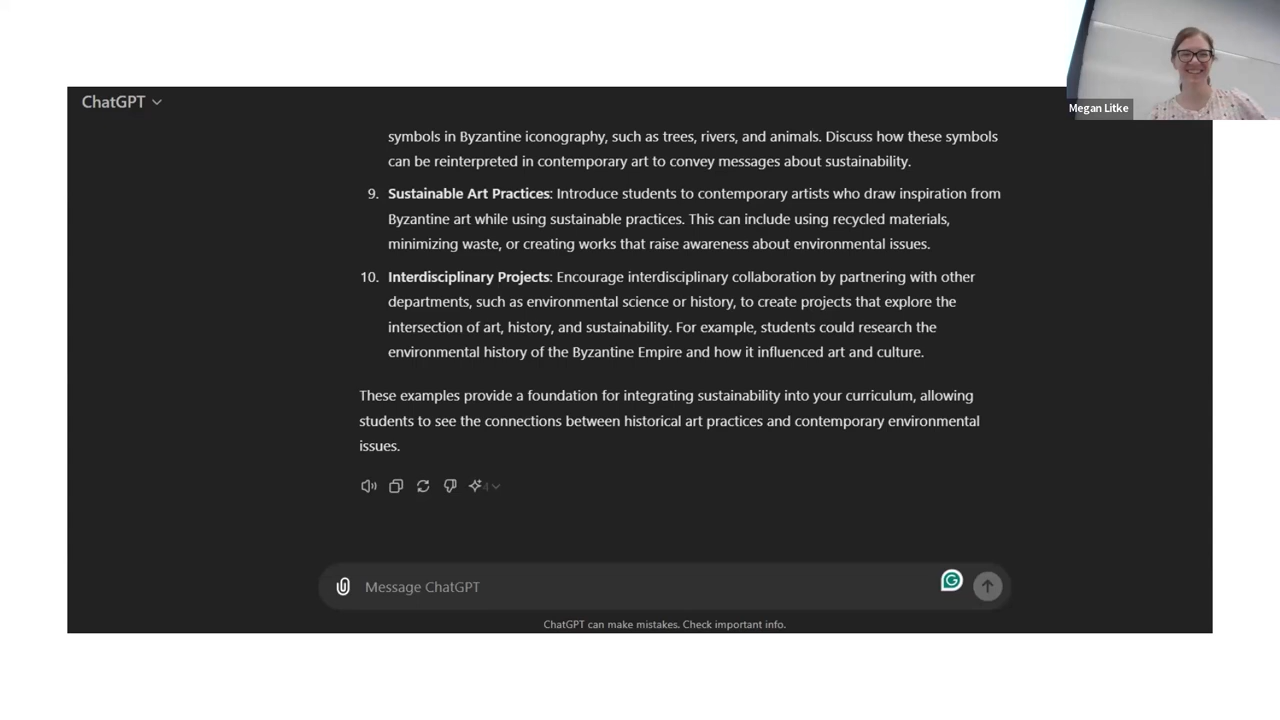 ChatGPT
Megan Litke
symbols in Byzantine iconography, such as trees, rivers, and animals. Discuss how these symbols
can be reinterpreted in contemporary art to convey messages about sustainability.
9. Sustainable Art Practices: Introduce students to contemporary artists who draw inspiration from
Byzantine art while using sustainable practices. This can include using recycled materials,
minimizing waste, or creating works that raise awareness about environmental issues.
10. Interdisciplinary Projects: Encourage interdisciplinary collaboration by partnering with other
departments, such as environmental science or history, to create projects that explore the
intersection of art, history, and sustainability. For example, students could research the
environmental history of the Byzantine Empire and how it influenced art and culture.
These examples provide a foundation for integrating sustainability into your curriculum, allowing
students to see the connections between historical art practices and contemporary environmental
issues.
4
Message ChatGPT
ChatGPT can make mistakes. Check important info.